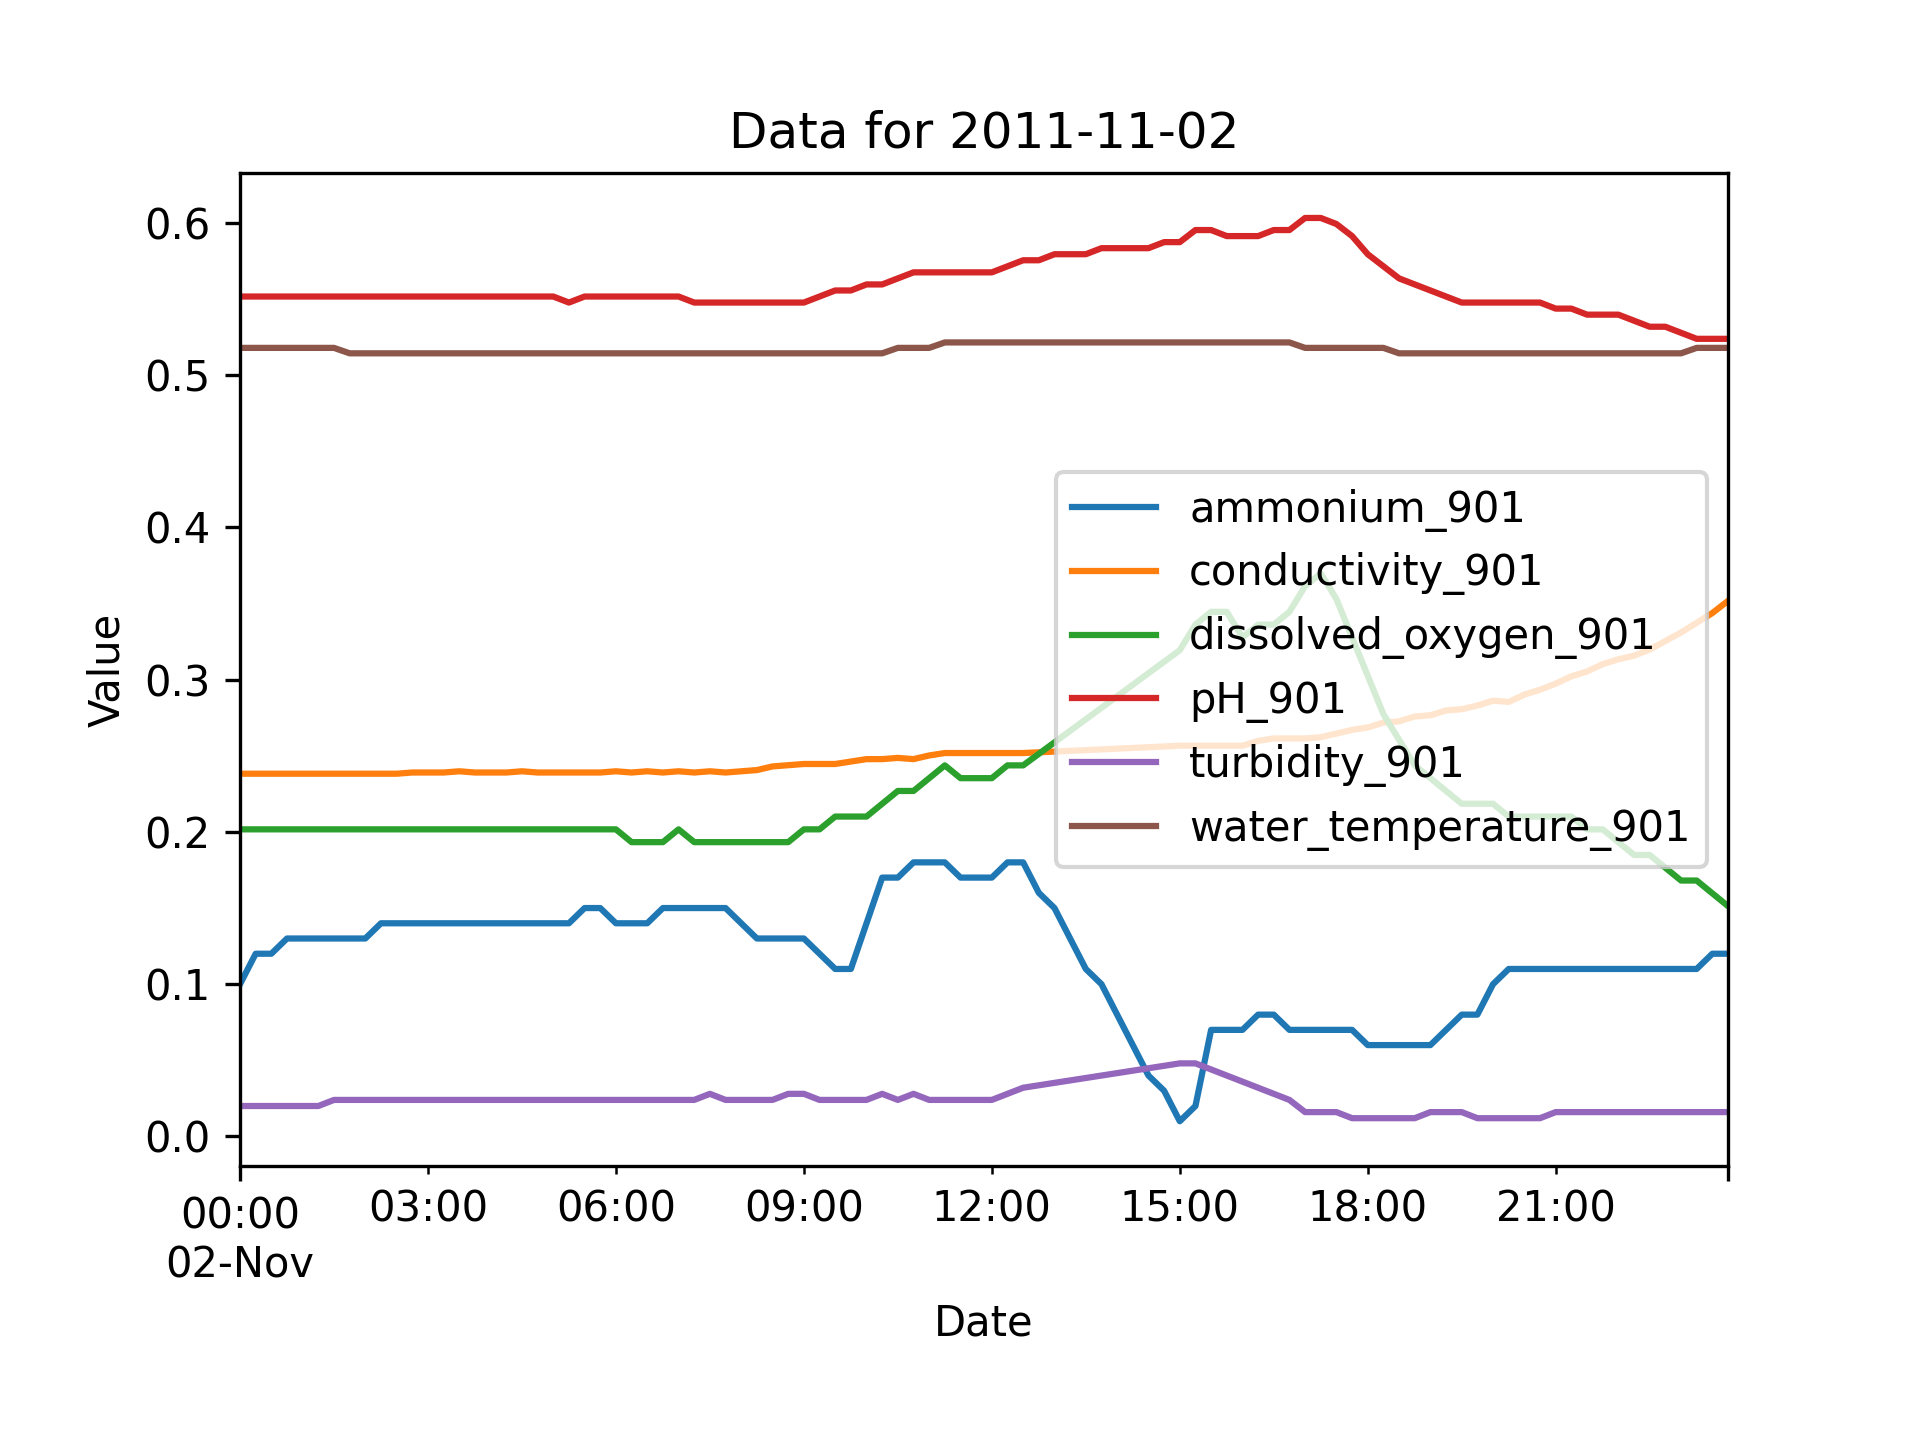 Data for 2011-11-02
0.6
0.5
0.4
0.3
0.2
0.1
0.0
Value
ammonium_901
conductivity_901
dissolved_oxygen_901
pH_901
turbidity_901
water_temperature_901
00:00 03:00 06:00 09:00 12:00 15:00 18:00 21:00
02-Nov
Date